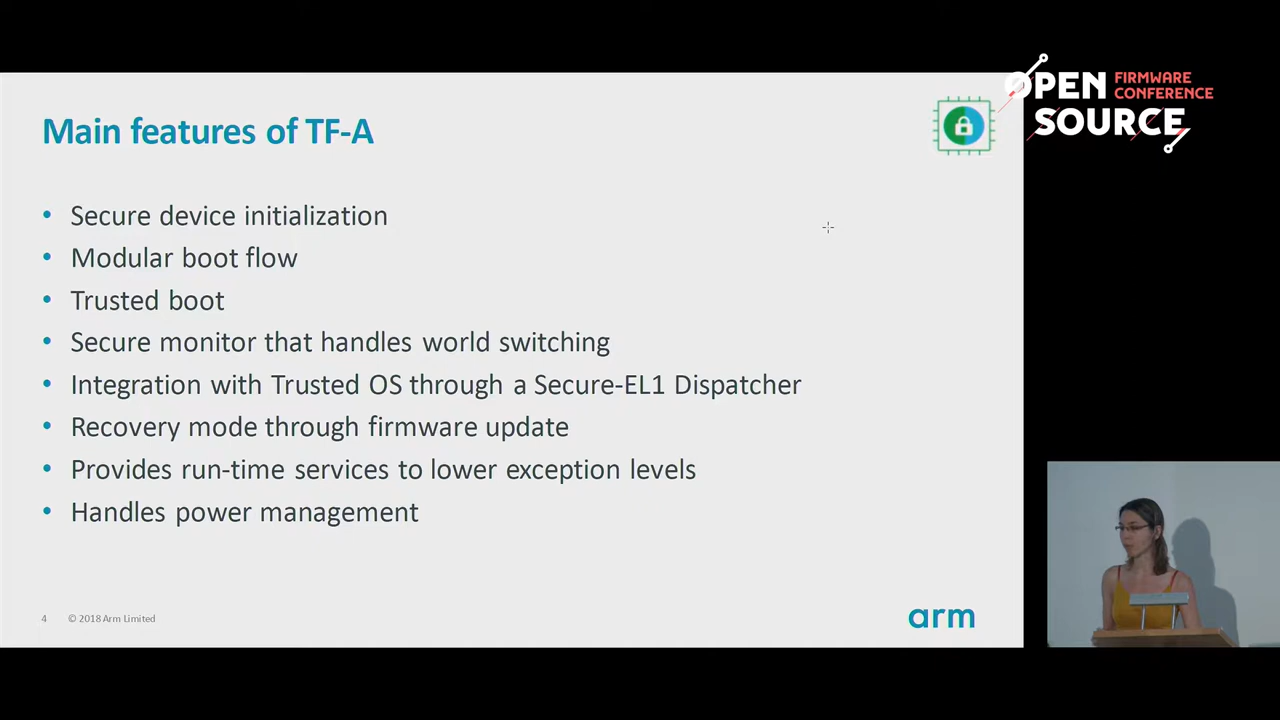 OPEN FIRMWARE CONFERENCE
SOURCE
Main features of TF-A
• Secure device initialization
• Modular boot flow
• Trusted boot
• Secure monitor that handles world switching
• Integration with Trusted OS through a Secure-EL1 Dispatcher
• Recovery mode through firmware update
• Provides run-time services to lower exception levels
• Handles power management
4 © 2018 Arm Limited
arm